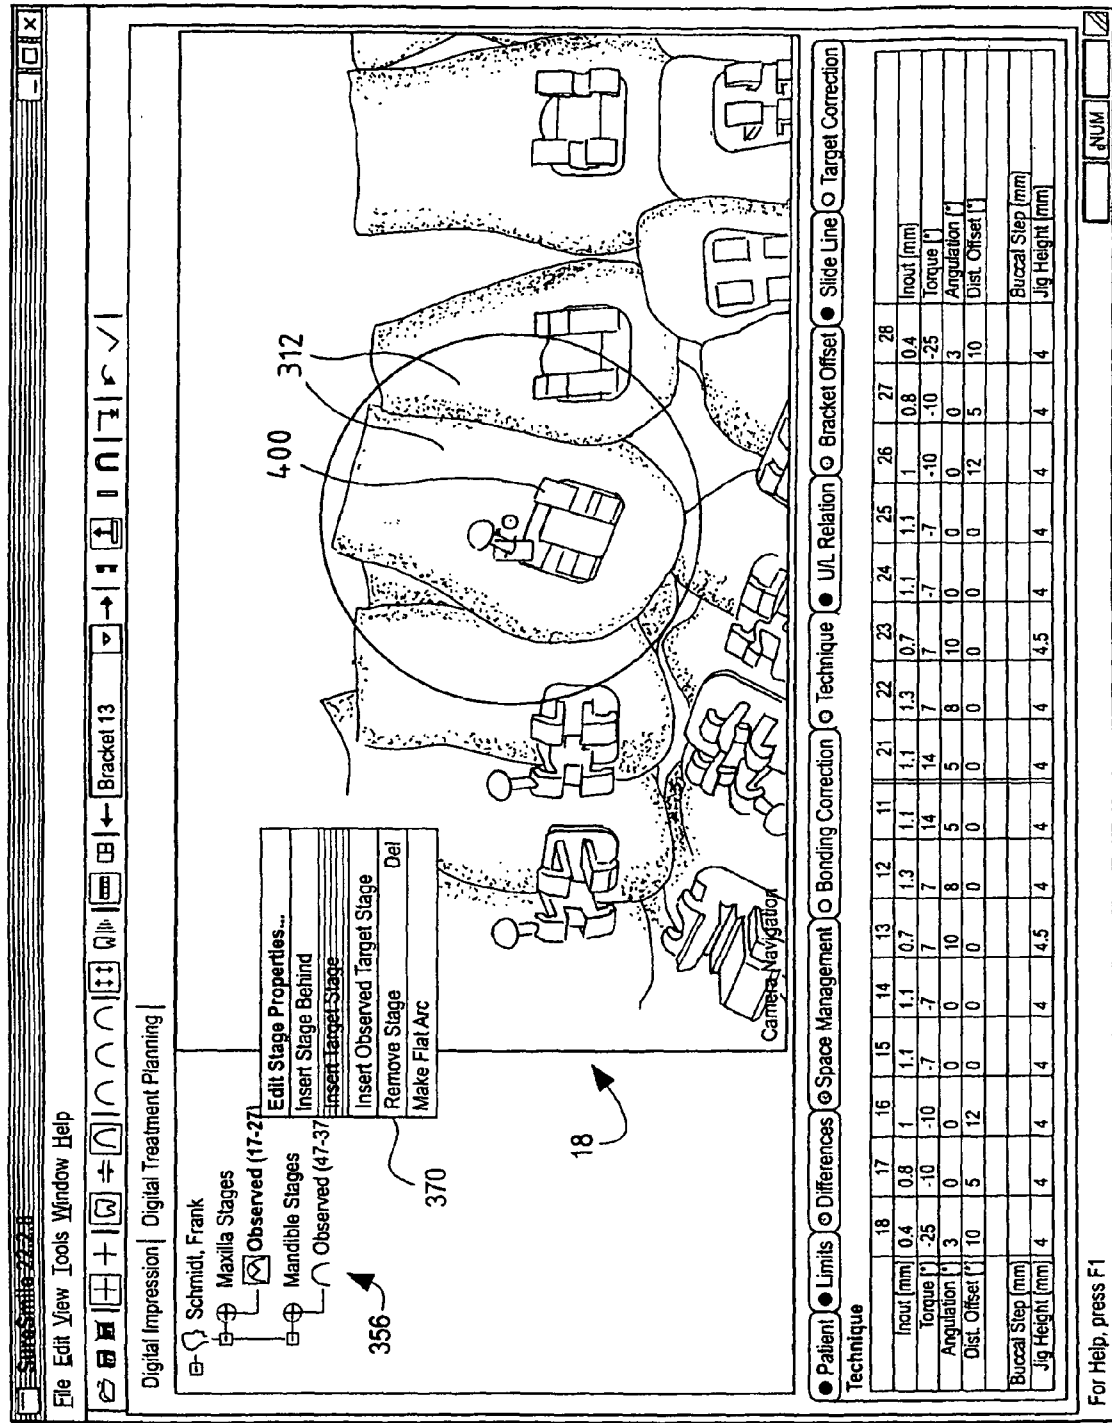 SureSmile 22.2.8
File Edit View Tools Window Help
Bracket 13
Digital Impression | Digital Treatment Planning
Schmidt, Frank
Maxilla Stages
Observed (17-27)
Mandible Stages
Observed (47-37
356
370
18
Edit Stage Properties...
Insert Stage Behind
Insert Target Stage
Insert Observed Target Stage
Remove Stage Del
Make Flat Arc
400
312
Camera Navigation
Patient Limits Differences Space Management Bonding Correction Technique U/L Relation Bracket Offset Slide Line Target Correction
Technique
18 17 16 15 14 13 12 11 21 22 23 24 25 26 27 28
Inout [mm] 0.4 0.8 1 1.1 1.1 0.7 1.3 1.1 1.1 1.3 0.7 1.1 1.1 1 0.8 0.4 Inout [mm]
Torque [°] -25 -10 -10 -7 -7 7 7 14 14 7 7 -7 -7 -10 -10 -25 Torque [°]
Angulation [°] 3 0 0 0 0 10 8 5 5 8 10 0 0 0 0 3 Angulation [°]
Dist. Offset [°] 10 5 12 0 0 0 0 0 0 0 0 0 0 12 5 10 Dist. Offset [°]
Buccal Step [mm] Buccal Step [mm]
Jig Height [mm] 4 4 4 4 4 4.5 4 4 4 4 4.5 4 4 4 4 4 Jig Height [mm]
For Help, press F1
NUM